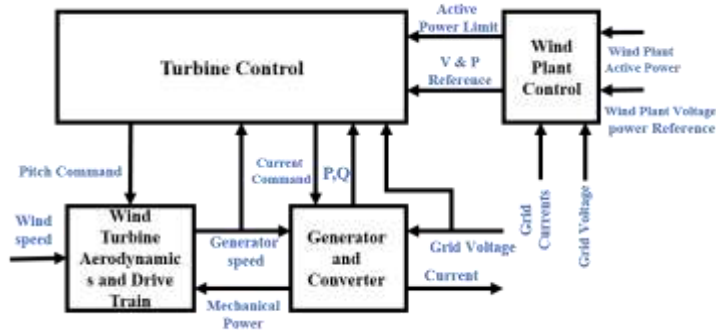 Active
Power Limit
Turbine Control
V & P
Reference
Wind
Plant
Control
Wind Plant
Active Power
Wind Plant Voltage
power Reference
Pitch Command
Current
Command
P,Q
Grid
Currents
Grid Voltage
Wind
speed
Wind
Turbine
Aerodynamic
s and Drive
Train
Generator
speed
Generator
and
Converter
Grid Voltage
Current
Mechanical
Power